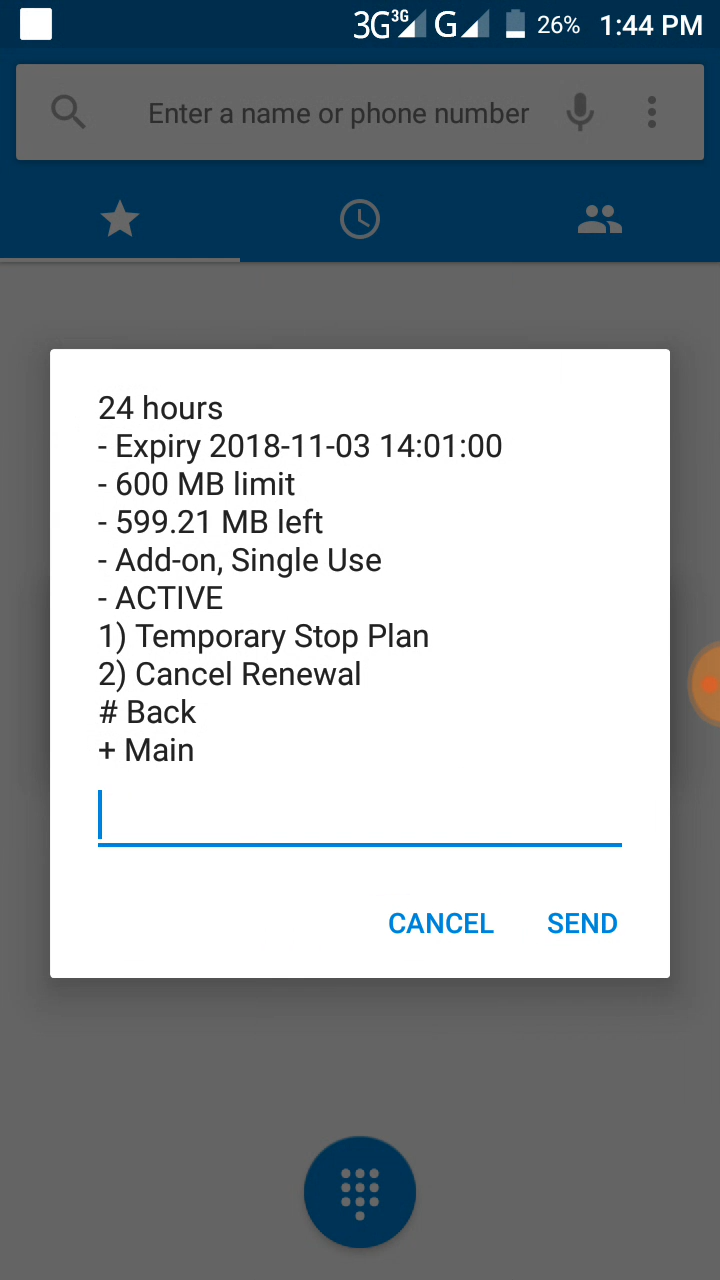 3G 3G G 26% 1:44 PM
Enter a name or phone number
24 hours
- Expiry 2018-11-03 14:01:00
- 600 MB limit
- 599.21 MB left
- Add-on, Single Use
- ACTIVE
1) Temporary Stop Plan
2) Cancel Renewal
# Back
+ Main
CANCEL SEND